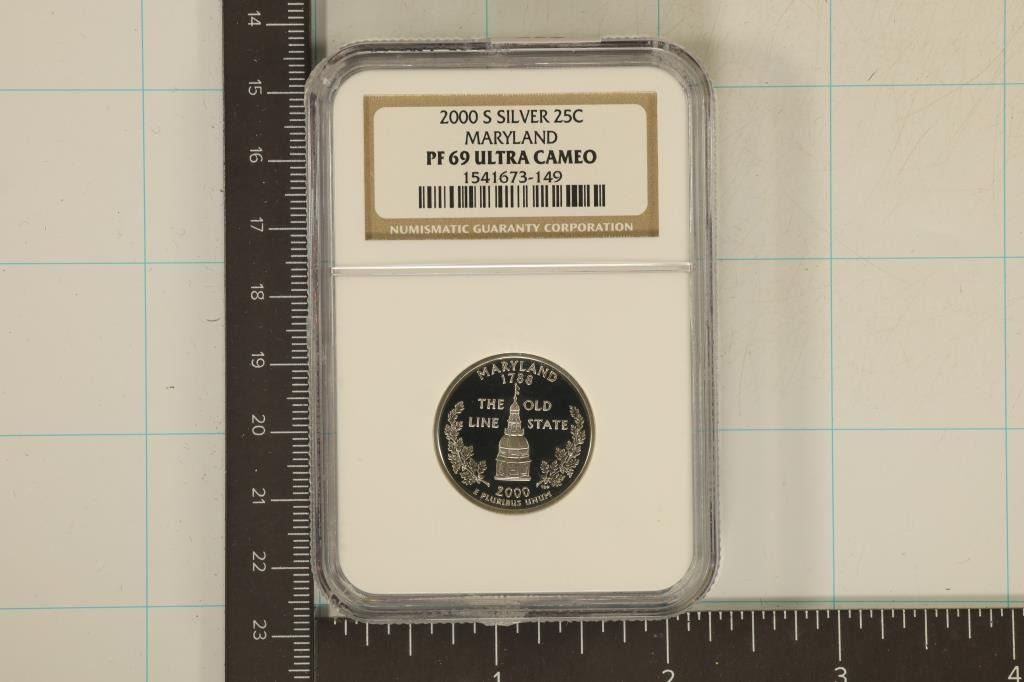 2000 S SILVER 25C
MARYLAND
PF 69 ULTRA CAMEO
1541673-149
NUMISMATIC GUARANTY CORPORATION
MARYLAND
1788
THE OLD
LINE STATE
2000
E PLURIBUS UNUM
14
15
16
17
18
19
20
21
22
23
1
2
3
4